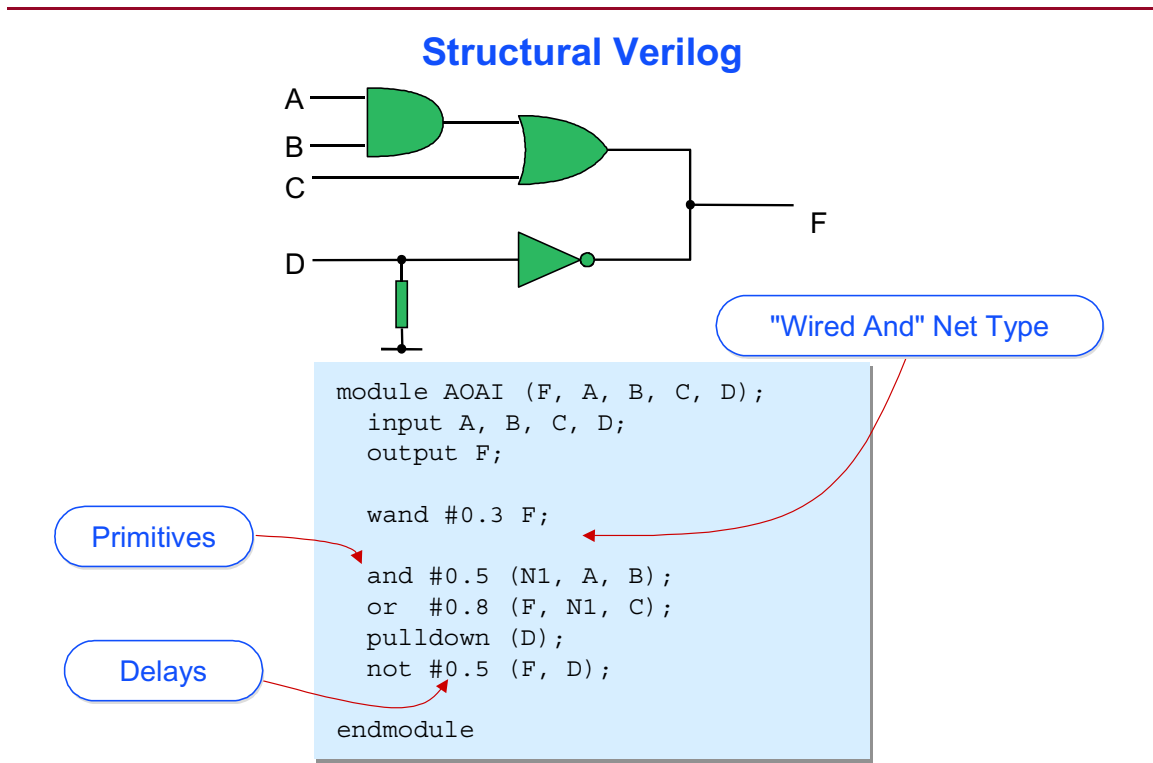 Structural Verilog
A
B
C
D
F
"Wired And" Net Type
module AOAI (F, A, B, C, D);
input A, B, C, D;
output F;
wand #0.3 F;
Primitives
and #0.5 (N1, A, B);
or #0.8 (F, N1, C);
pulldown (D);
Delays
not #0.5 (F, D);
endmodule